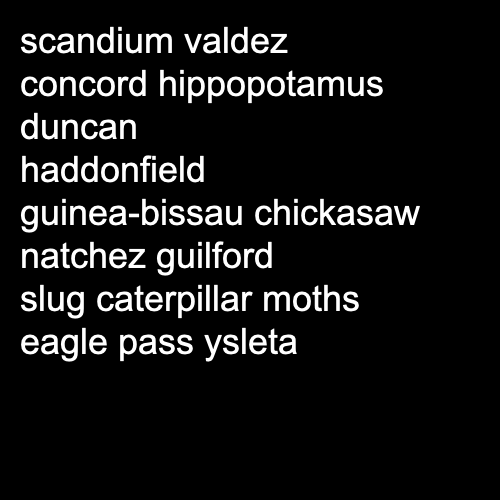 scandium valdez
concord hippopotamus
duncan
haddonfield
guinea-bissau chickasaw
natchez guilford
slug caterpillar moths
eagle pass ysleta